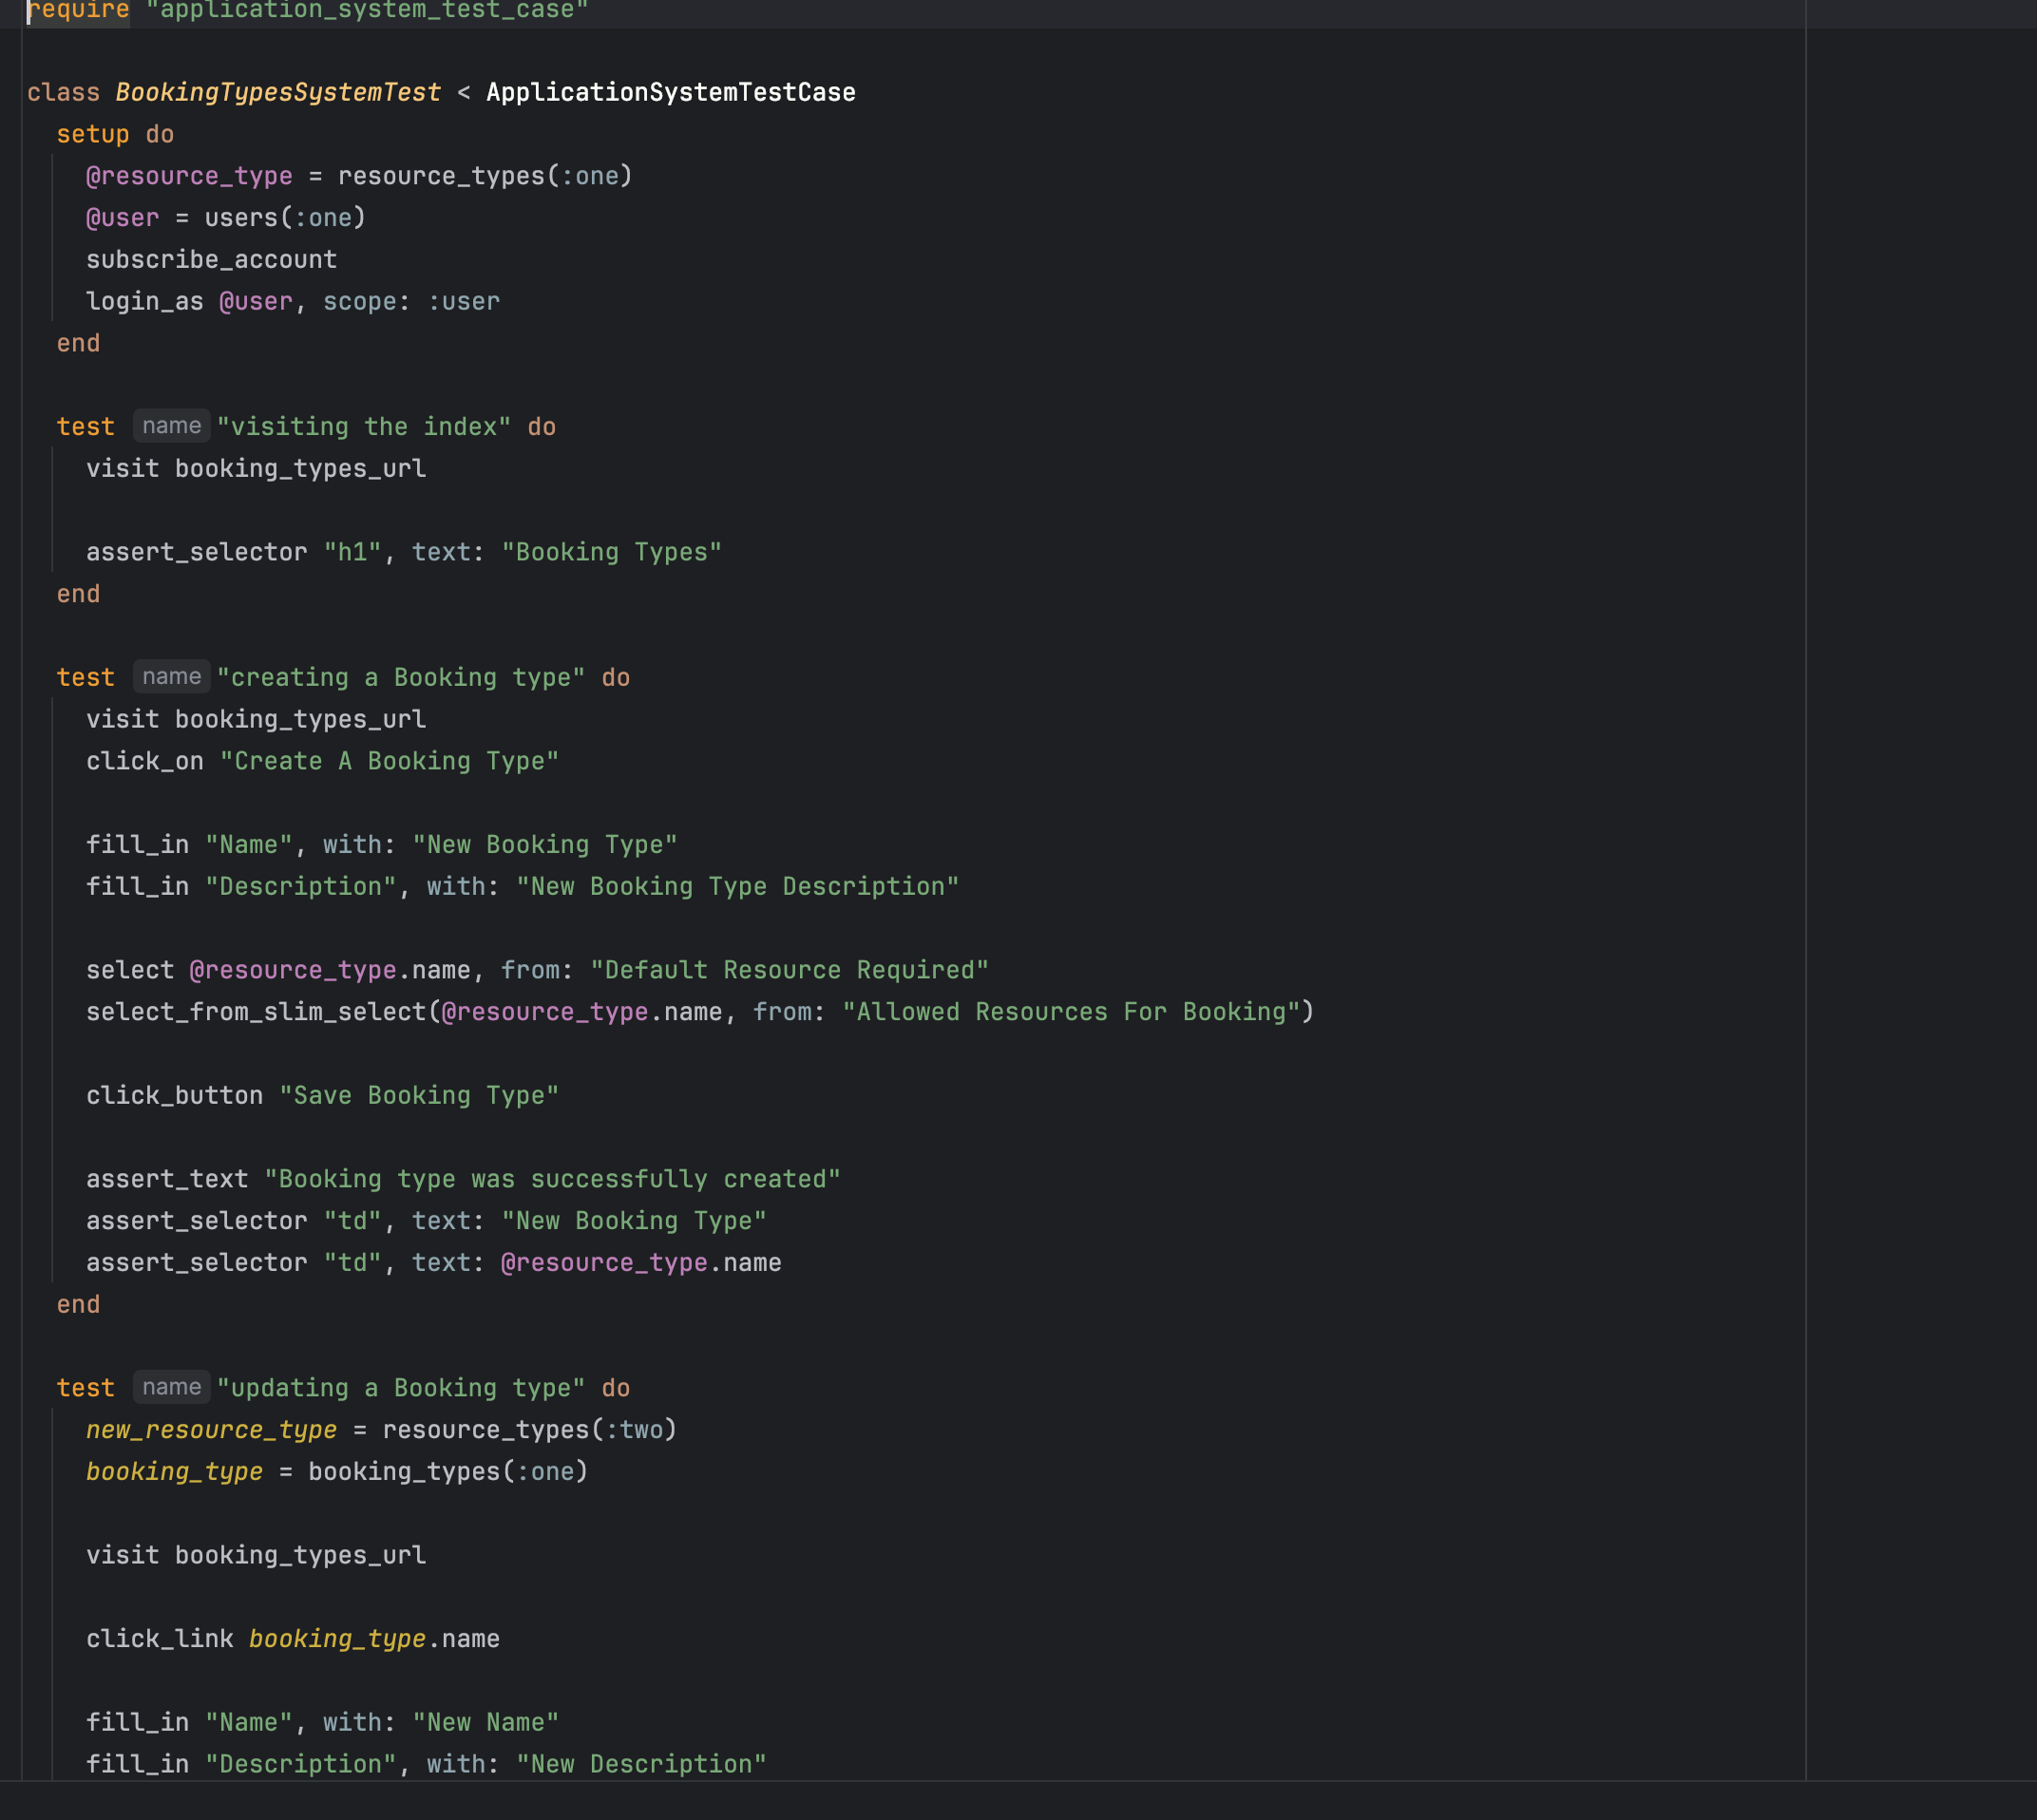 require "application_system_test_case"
class BookingTypesSystemTest < ApplicationSystemTestCase
setup do
@resource_type = resource_types(:one)
@user = users(:one)
subscribe_account
login_as @user, scope: :user
end
test name "visiting the index" do
visit booking_types_url
assert_selector "h1", text: "Booking Types"
end
test name "creating a Booking type" do
visit booking_types_url
click_on "Create A Booking Type"
fill_in "Name", with: "New Booking Type"
fill_in "Description", with: "New Booking Type Description"
select @resource_type.name, from: "Default Resource Required"
select_from_slim_select(@resource_type.name, from: "Allowed Resources For Booking")
click_button "Save Booking Type"
assert_text "Booking type was successfully created"
assert_selector "td", text: "New Booking Type"
assert_selector "td", text: @resource_type.name
end
test name "updating a Booking type" do
new_resource_type = resource_types(:two)
booking_type = booking_types(:one)
visit booking_types_url
click_link booking_type.name
fill_in "Name", with: "New Name"
fill_in "Description", with: "New Description"